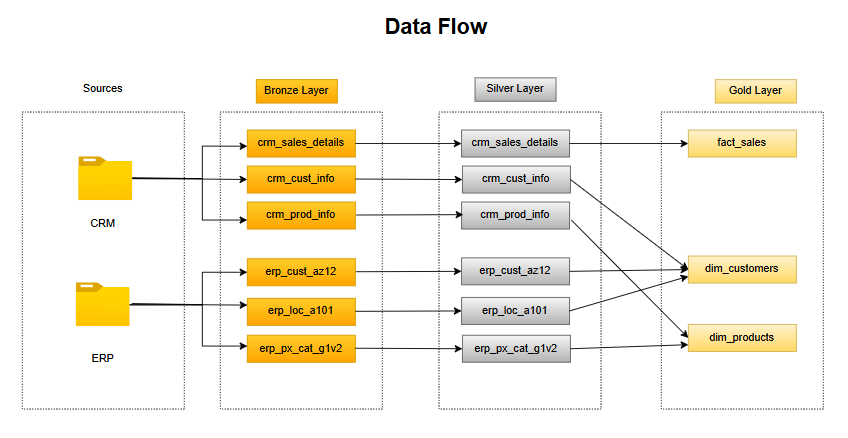 Data Flow
Sources
Bronze Layer
Silver Layer
Gold Layer
crm_sales_details
crm_sales_details
fact_sales
crm_cust_info
crm_cust_info
crm_prod_info
crm_prod_info
CRM
erp_cust_az12
erp_cust_az12
dim_customers
erp_loc_a101
erp_loc_a101
dim_products
erp_px_cat_g1v2
erp_px_cat_g1v2
ERP